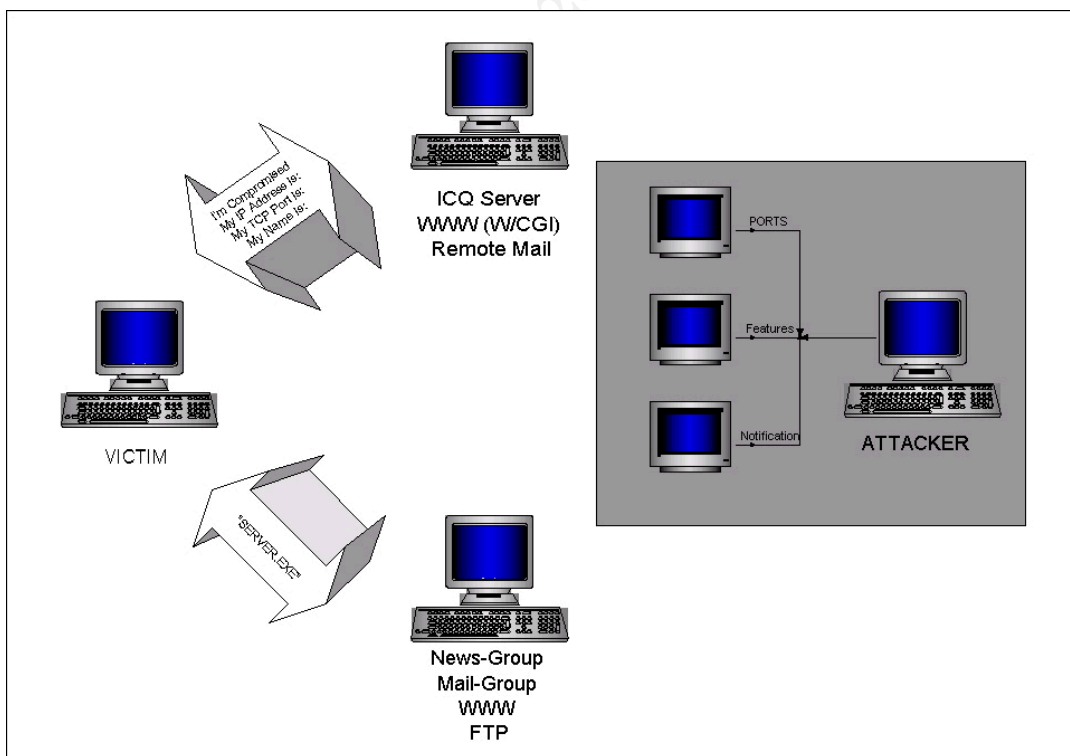 I'm Compromised
My IP Address Is:
My TCP Port Is:
My Name Is:
ICQ Server
WWW (W/CGI)
Remote Mail
PORTS
Features
Notification
ATTACKER
VICTIM
"SERVER.EXE"
News-Group
Mail-Group
WWW
FTP